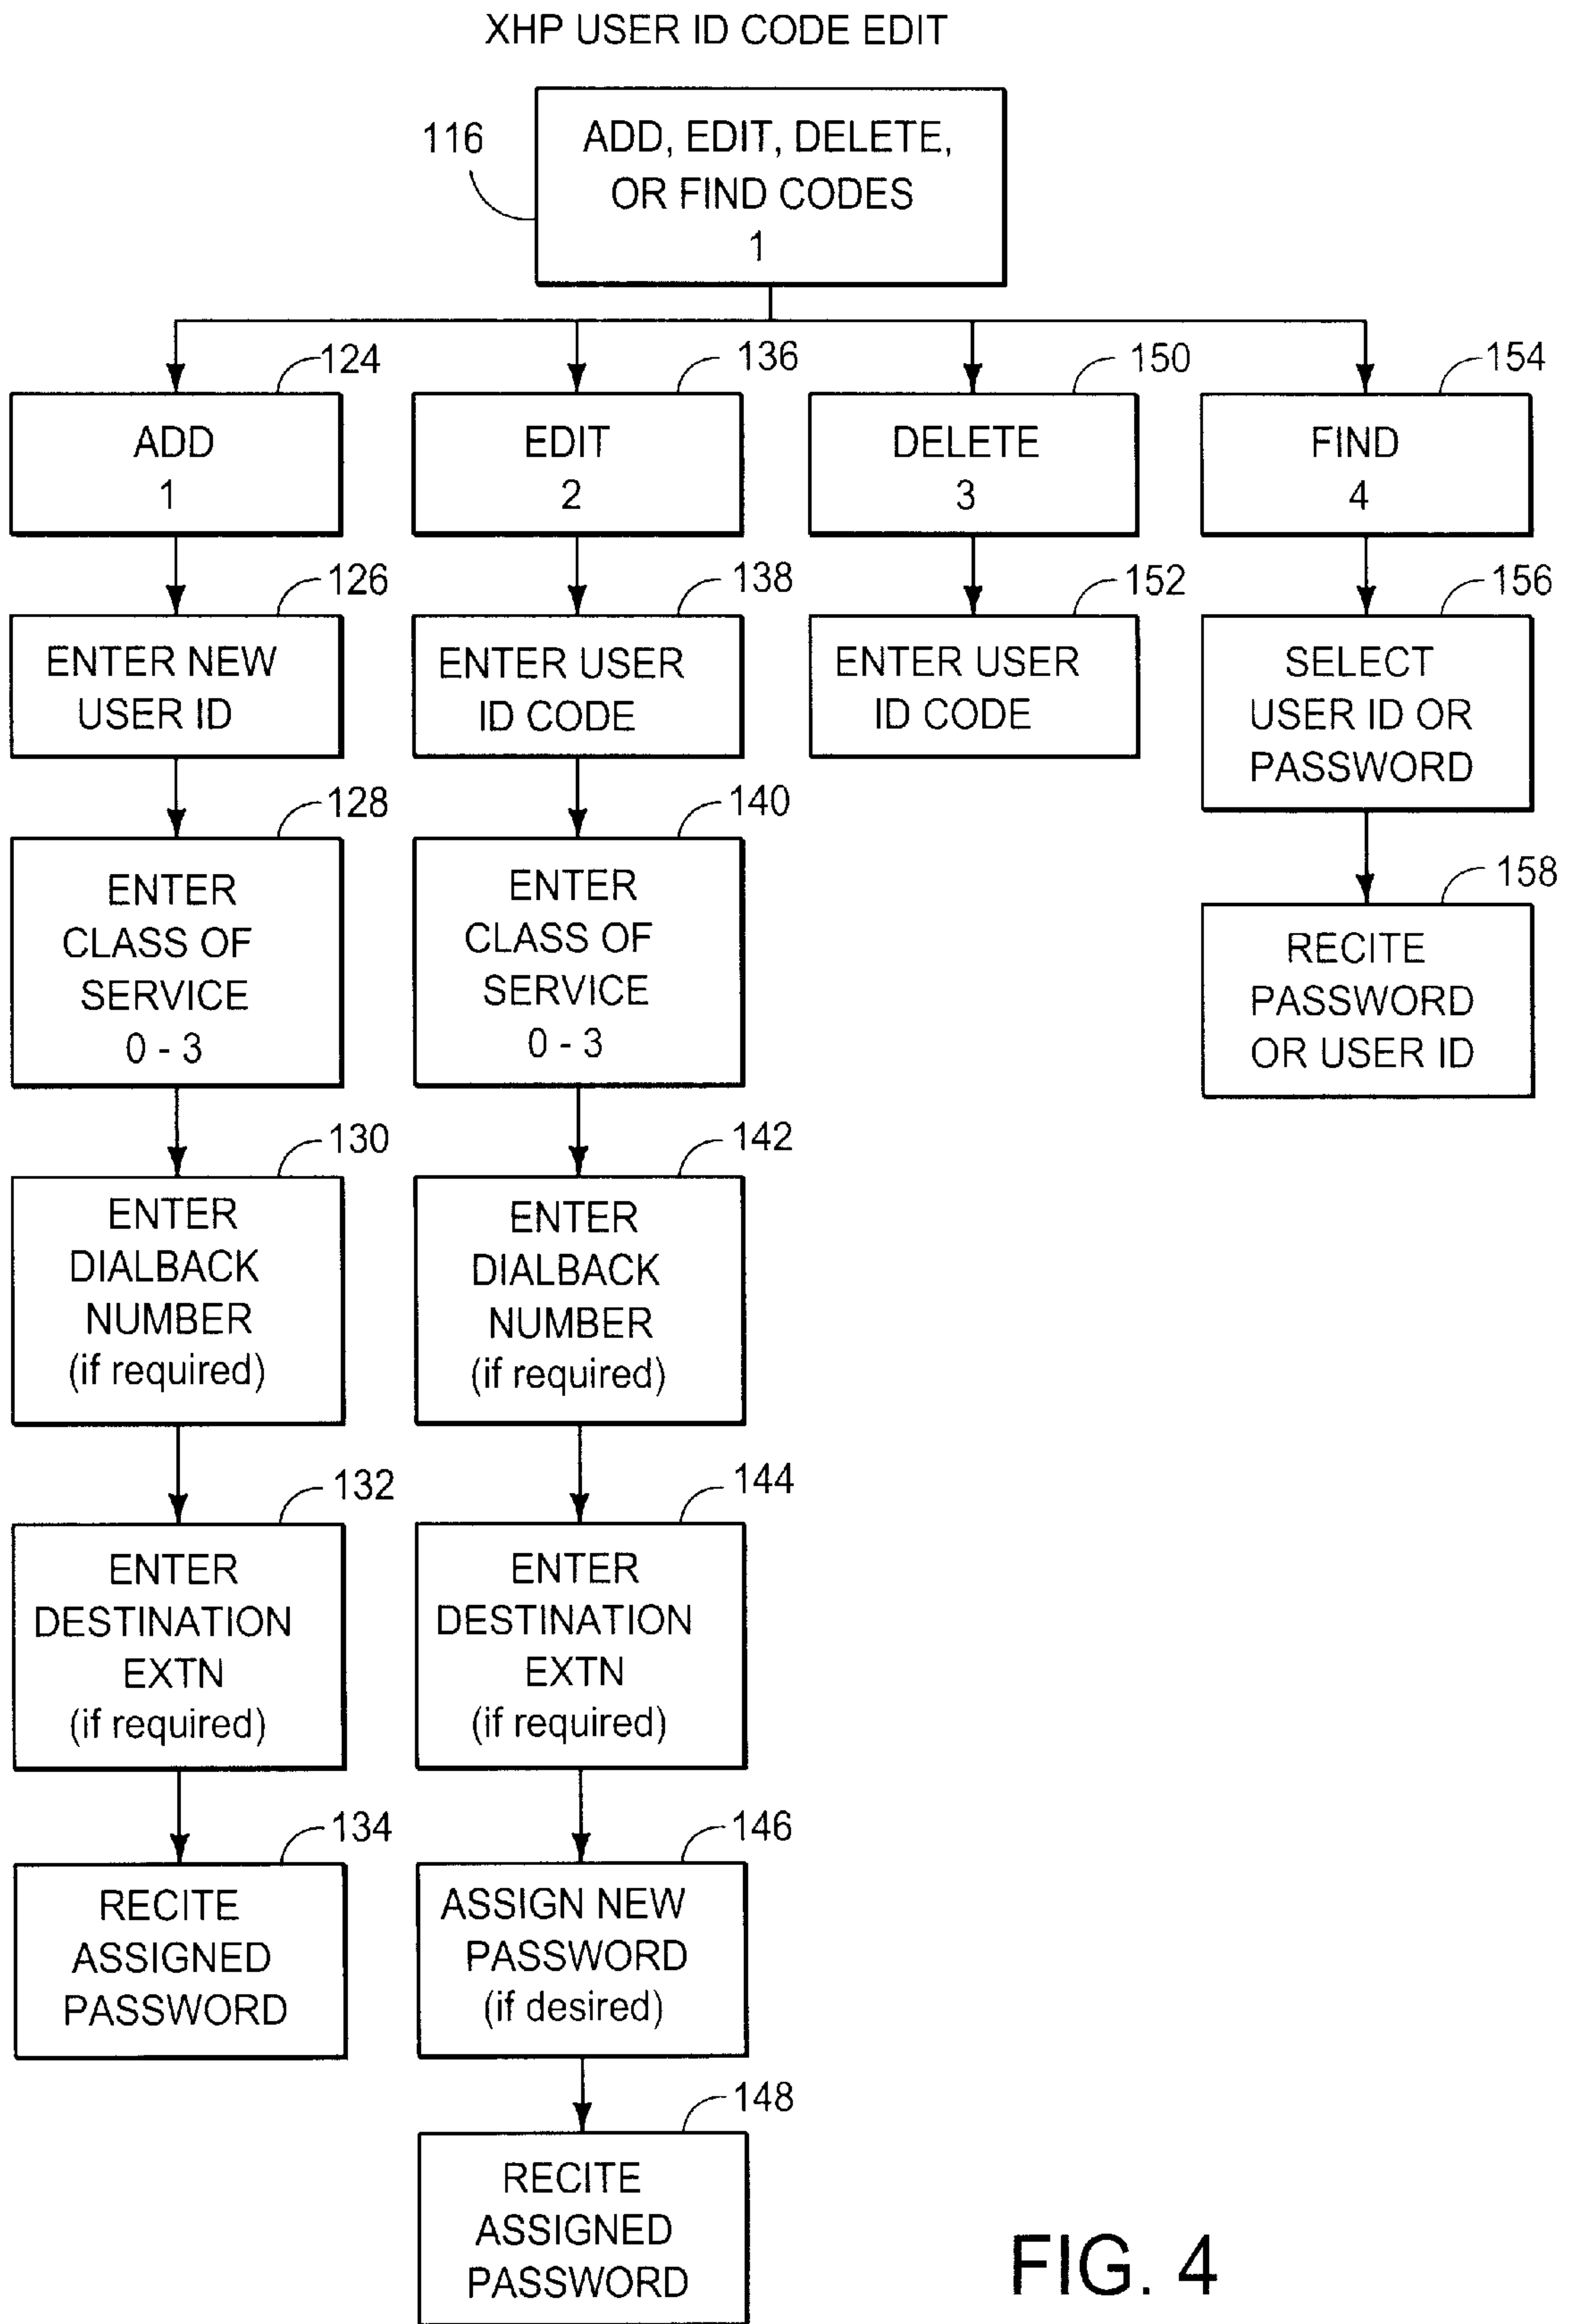 XHP USER ID CODE EDIT
116
ADD, EDIT, DELETE,
OR FIND CODES
1
124
ADD
1
126
ENTER NEW
USER ID
128
ENTER
CLASS OF
SERVICE
0 - 3
130
ENTER
DIALBACK
NUMBER
(if required)
132
ENTER
DESTINATION
EXTN
(if required)
134
RECITE
ASSIGNED
PASSWORD
136
EDIT
2
138
ENTER USER
ID CODE
140
ENTER
CLASS OF
SERVICE
0 - 3
142
ENTER
DIALBACK
NUMBER
(if required)
144
ENTER
DESTINATION
EXTN
(if required)
146
ASSIGN NEW
PASSWORD
(if desired)
148
RECITE
ASSIGNED
PASSWORD
150
DELETE
3
152
ENTER USER
ID CODE
154
FIND
4
156
SELECT
USER ID OR
PASSWORD
158
RECITE
PASSWORD
OR USER ID
FIG. 4